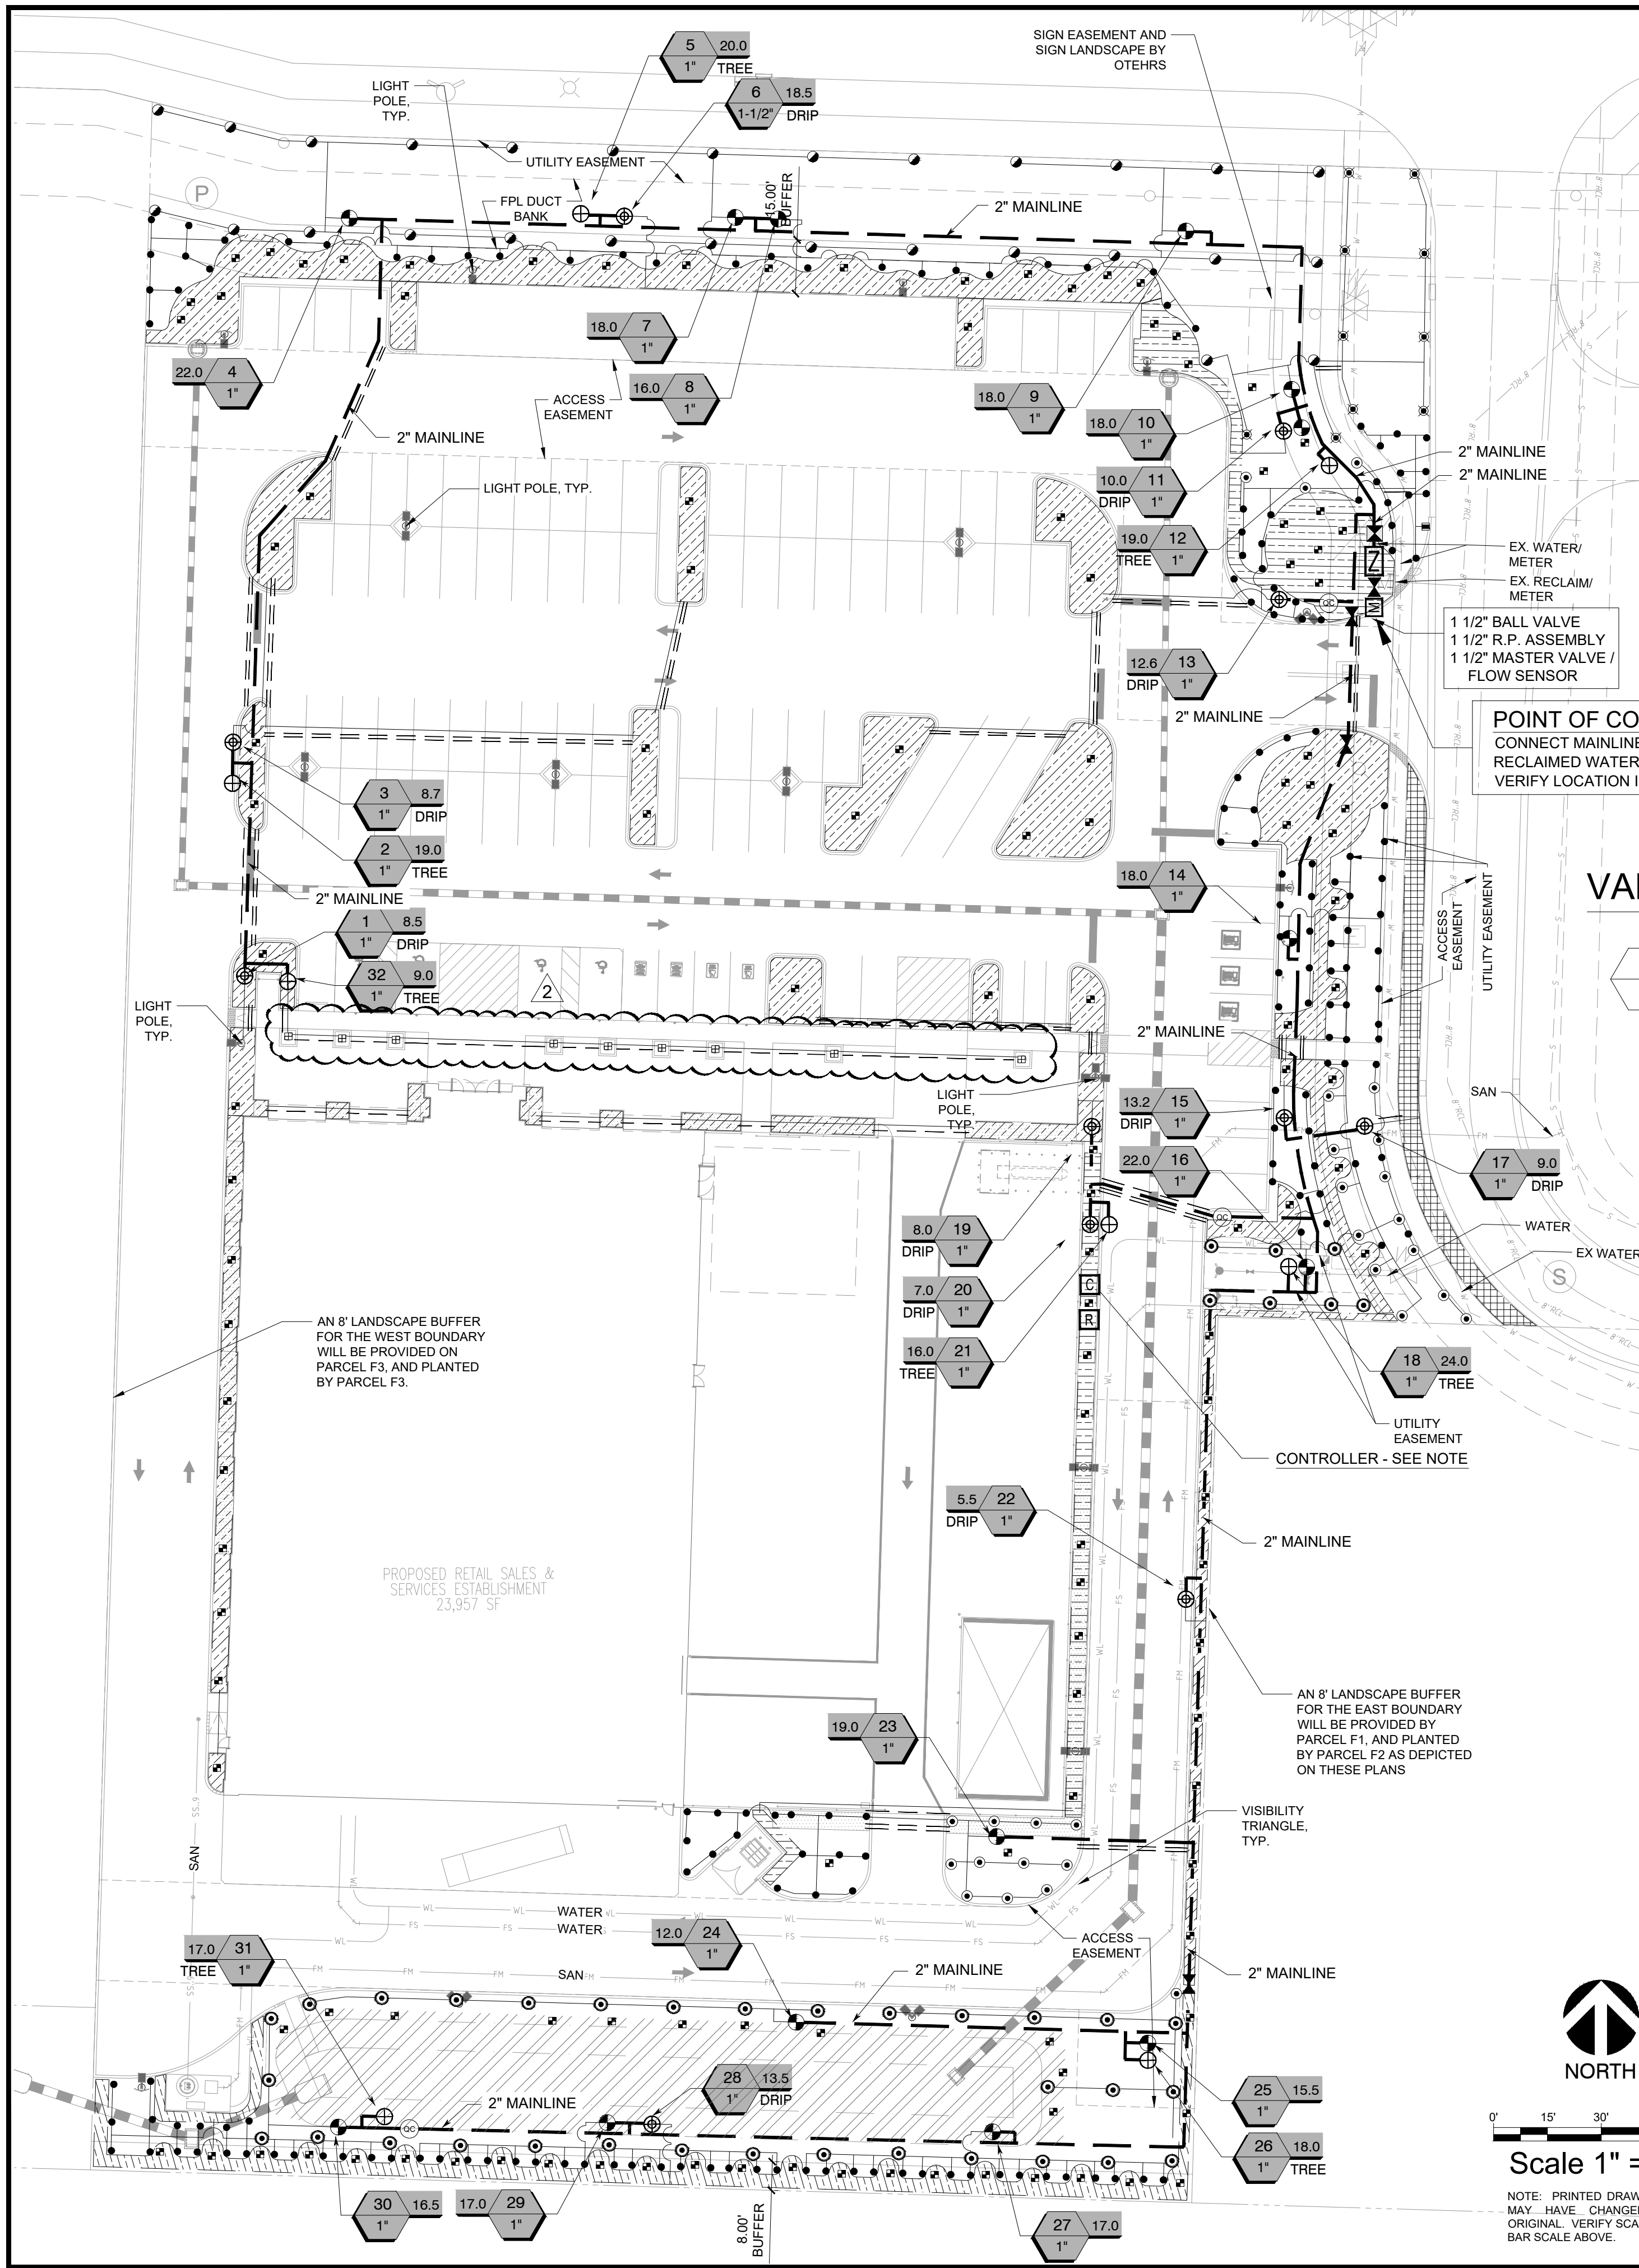 SIGN EASEMENT AND
SIGN LANDSCAPE BY
OTEHRS
5 20.0
1" TREE
6 18.5
1-1/2" DRIP
LIGHT
POLE,
TYP.
UTILITY EASEMENT
P
FPL DUCT
BANK
15.00'
BUFFER
2" MAINLINE
18.0 7
1"
22.0 4
1"
16.0 8
1"
ACCESS
EASEMENT
18.0 9
1"
18.0 10
1"
2" MAINLINE
2" MAINLINE
2" MAINLINE
10.0 11
DRIP 1"
LIGHT POLE, TYP.
19.0 12
TREE 1"
EX. WATER/
METER
EX. RECLAIM/
METER
Z
M
QC
1 1/2" BALL VALVE
1 1/2" R.P. ASSEMBLY
1 1/2" MASTER VALVE /
FLOW SENSOR
12.6 13
DRIP 1"
2" MAINLINE
POINT OF CO
CONNECT MAINLINE
RECLAIMED WATER
VERIFY LOCATION I
3 8.7
1" DRIP
2 19.0
1" TREE
2" MAINLINE
18.0 14
1"
VAL
ACCESS
EASEMENT
UTILITY EASEMENT
1 8.5
1" DRIP
32 9.0
1" TREE
2
LIGHT
POLE,
TYP.
2" MAINLINE
LIGHT
POLE,
TYP.
13.2 15
DRIP 1"
SAN
22.0 16
1"
17 9.0
1" DRIP
8.0 19
DRIP 1"
QC
WATER
EX WATER
S
7.0 20
DRIP 1"
C
R
16.0 21
TREE 1"
AN 8' LANDSCAPE BUFFER
FOR THE WEST BOUNDARY
WILL BE PROVIDED ON
PARCEL F3, AND PLANTED
BY PARCEL F3.
18 24.0
1" TREE
UTILITY
EASEMENT
CONTROLLER - SEE NOTE
5.5 22
DRIP 1"
2" MAINLINE
PROPOSED RETAIL SALES &
SERVICES ESTABLISHMENT
23,957 SF
AN 8' LANDSCAPE BUFFER
FOR THE EAST BOUNDARY
WILL BE PROVIDED BY
PARCEL F1, AND PLANTED
BY PARCEL F2 AS DEPICTED
ON THESE PLANS
19.0 23
1"
VISIBILITY
TRIANGLE,
TYP.
SAN
WATER
WATER
12.0 24
1"
ACCESS
EASEMENT
17.0 31
TREE 1"
SAN
2" MAINLINE
2" MAINLINE
NORTH
28 13.5
1" DRIP
2" MAINLINE
QC
25 15.5
1"
0' 15' 30'
26 18.0
1" TREE
Scale 1" =
30 16.5
1"
17.0 29
1"
8.00'
BUFFER
27 17.0
1"
NOTE: PRINTED DRAW
MAY HAVE CHANGE
ORIGINAL. VERIFY SCA
BAR SCALE ABOVE.